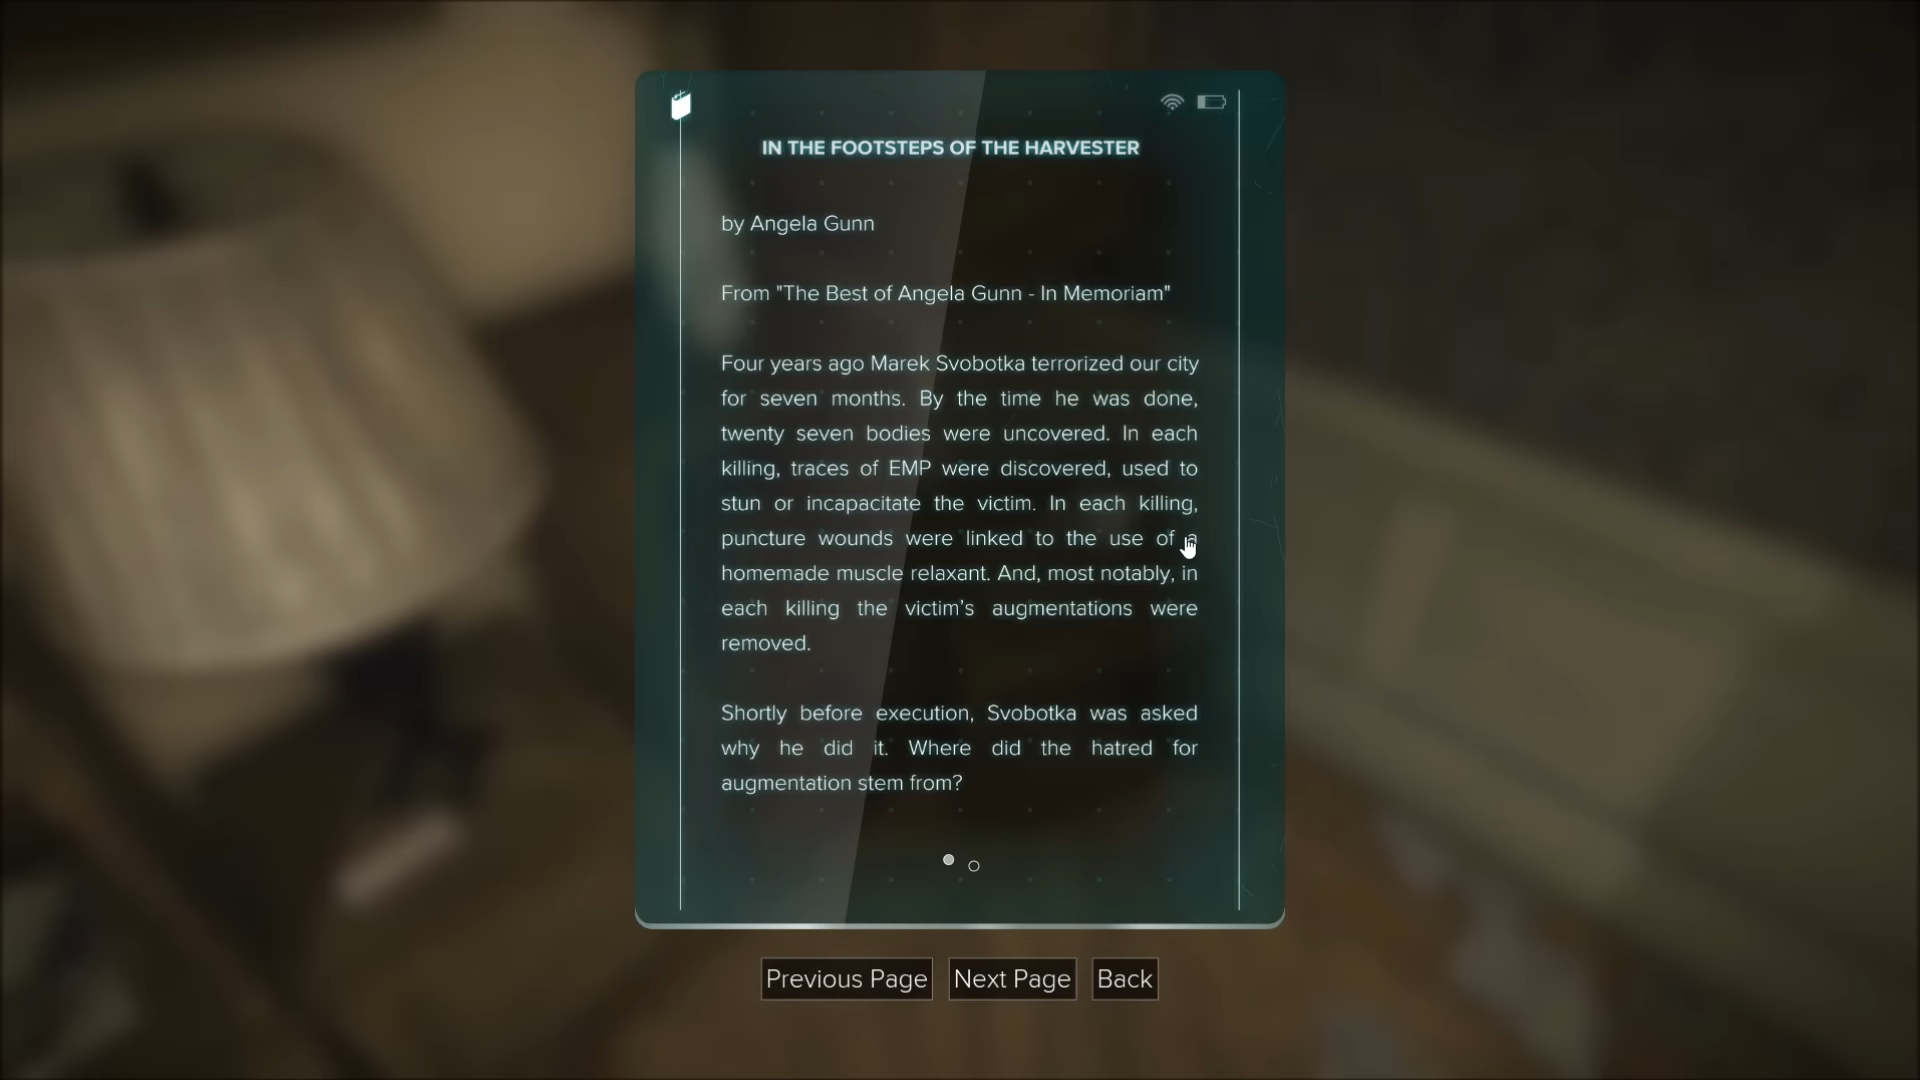 IN THE FOOTSTEPS OF THE HARVESTER
by Angela Gunn
From "The Best of Angela Gunn - In Memoriam"
Four years ago Marek Svobotka terrorized our city
for seven months. By the time he was done,
twenty seven bodies were uncovered. In each
killing, traces of EMP were discovered, used to
stun or incapacitate the victim. In each killing,
puncture wounds were linked to the use of a
homemade muscle relaxant. And, most notably, in
each killing the victim’s augmentations were
removed.
Shortly before execution, Svobotka was asked
why he did it. Where did the hatred for
augmentation stem from?
Previous Page Next Page Back